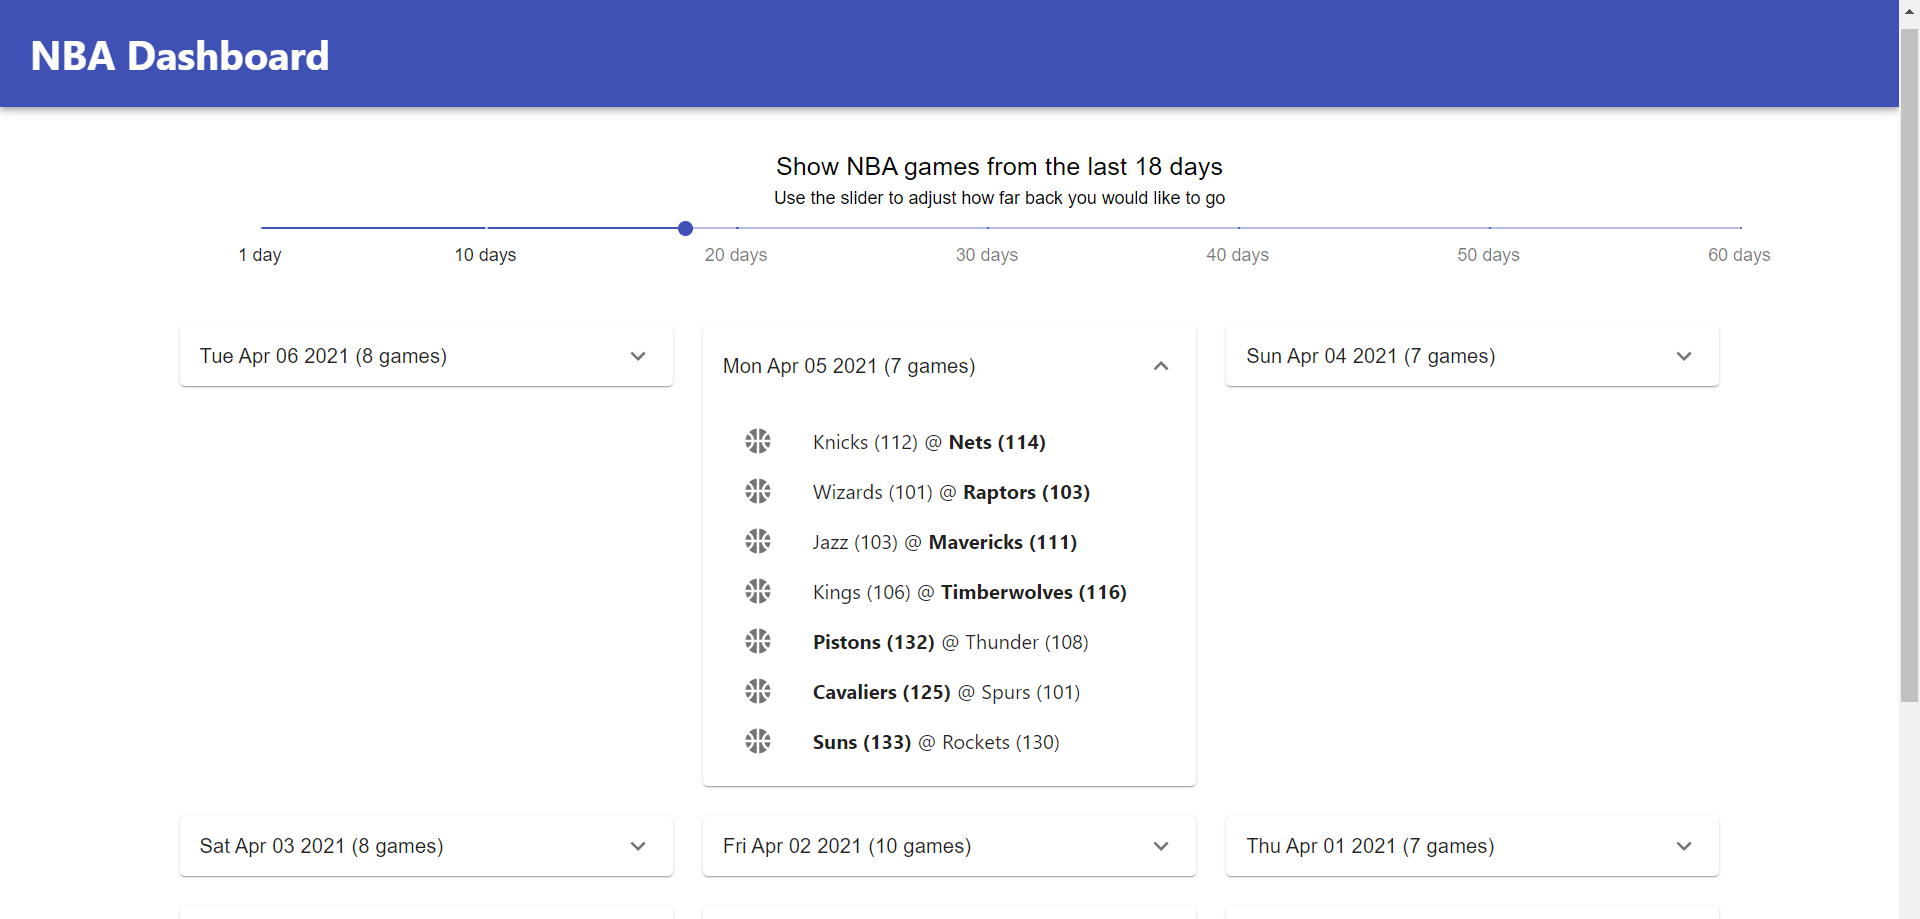 NBA Dashboard
Show NBA games from the last 18 days
Use the slider to adjust how far back you would like to go
1 day 10 days 20 days 30 days 40 days 50 days 60 days
Tue Apr 06 2021 (8 games)
Mon Apr 05 2021 (7 games)
Knicks (112) @ Nets (114)
Wizards (101) @ Raptors (103)
Jazz (103) @ Mavericks (111)
Kings (106) @ Timberwolves (116)
Pistons (132) @ Thunder (108)
Cavaliers (125) @ Spurs (101)
Suns (133) @ Rockets (130)
Sun Apr 04 2021 (7 games)
Sat Apr 03 2021 (8 games)
Fri Apr 02 2021 (10 games)
Thu Apr 01 2021 (7 games)